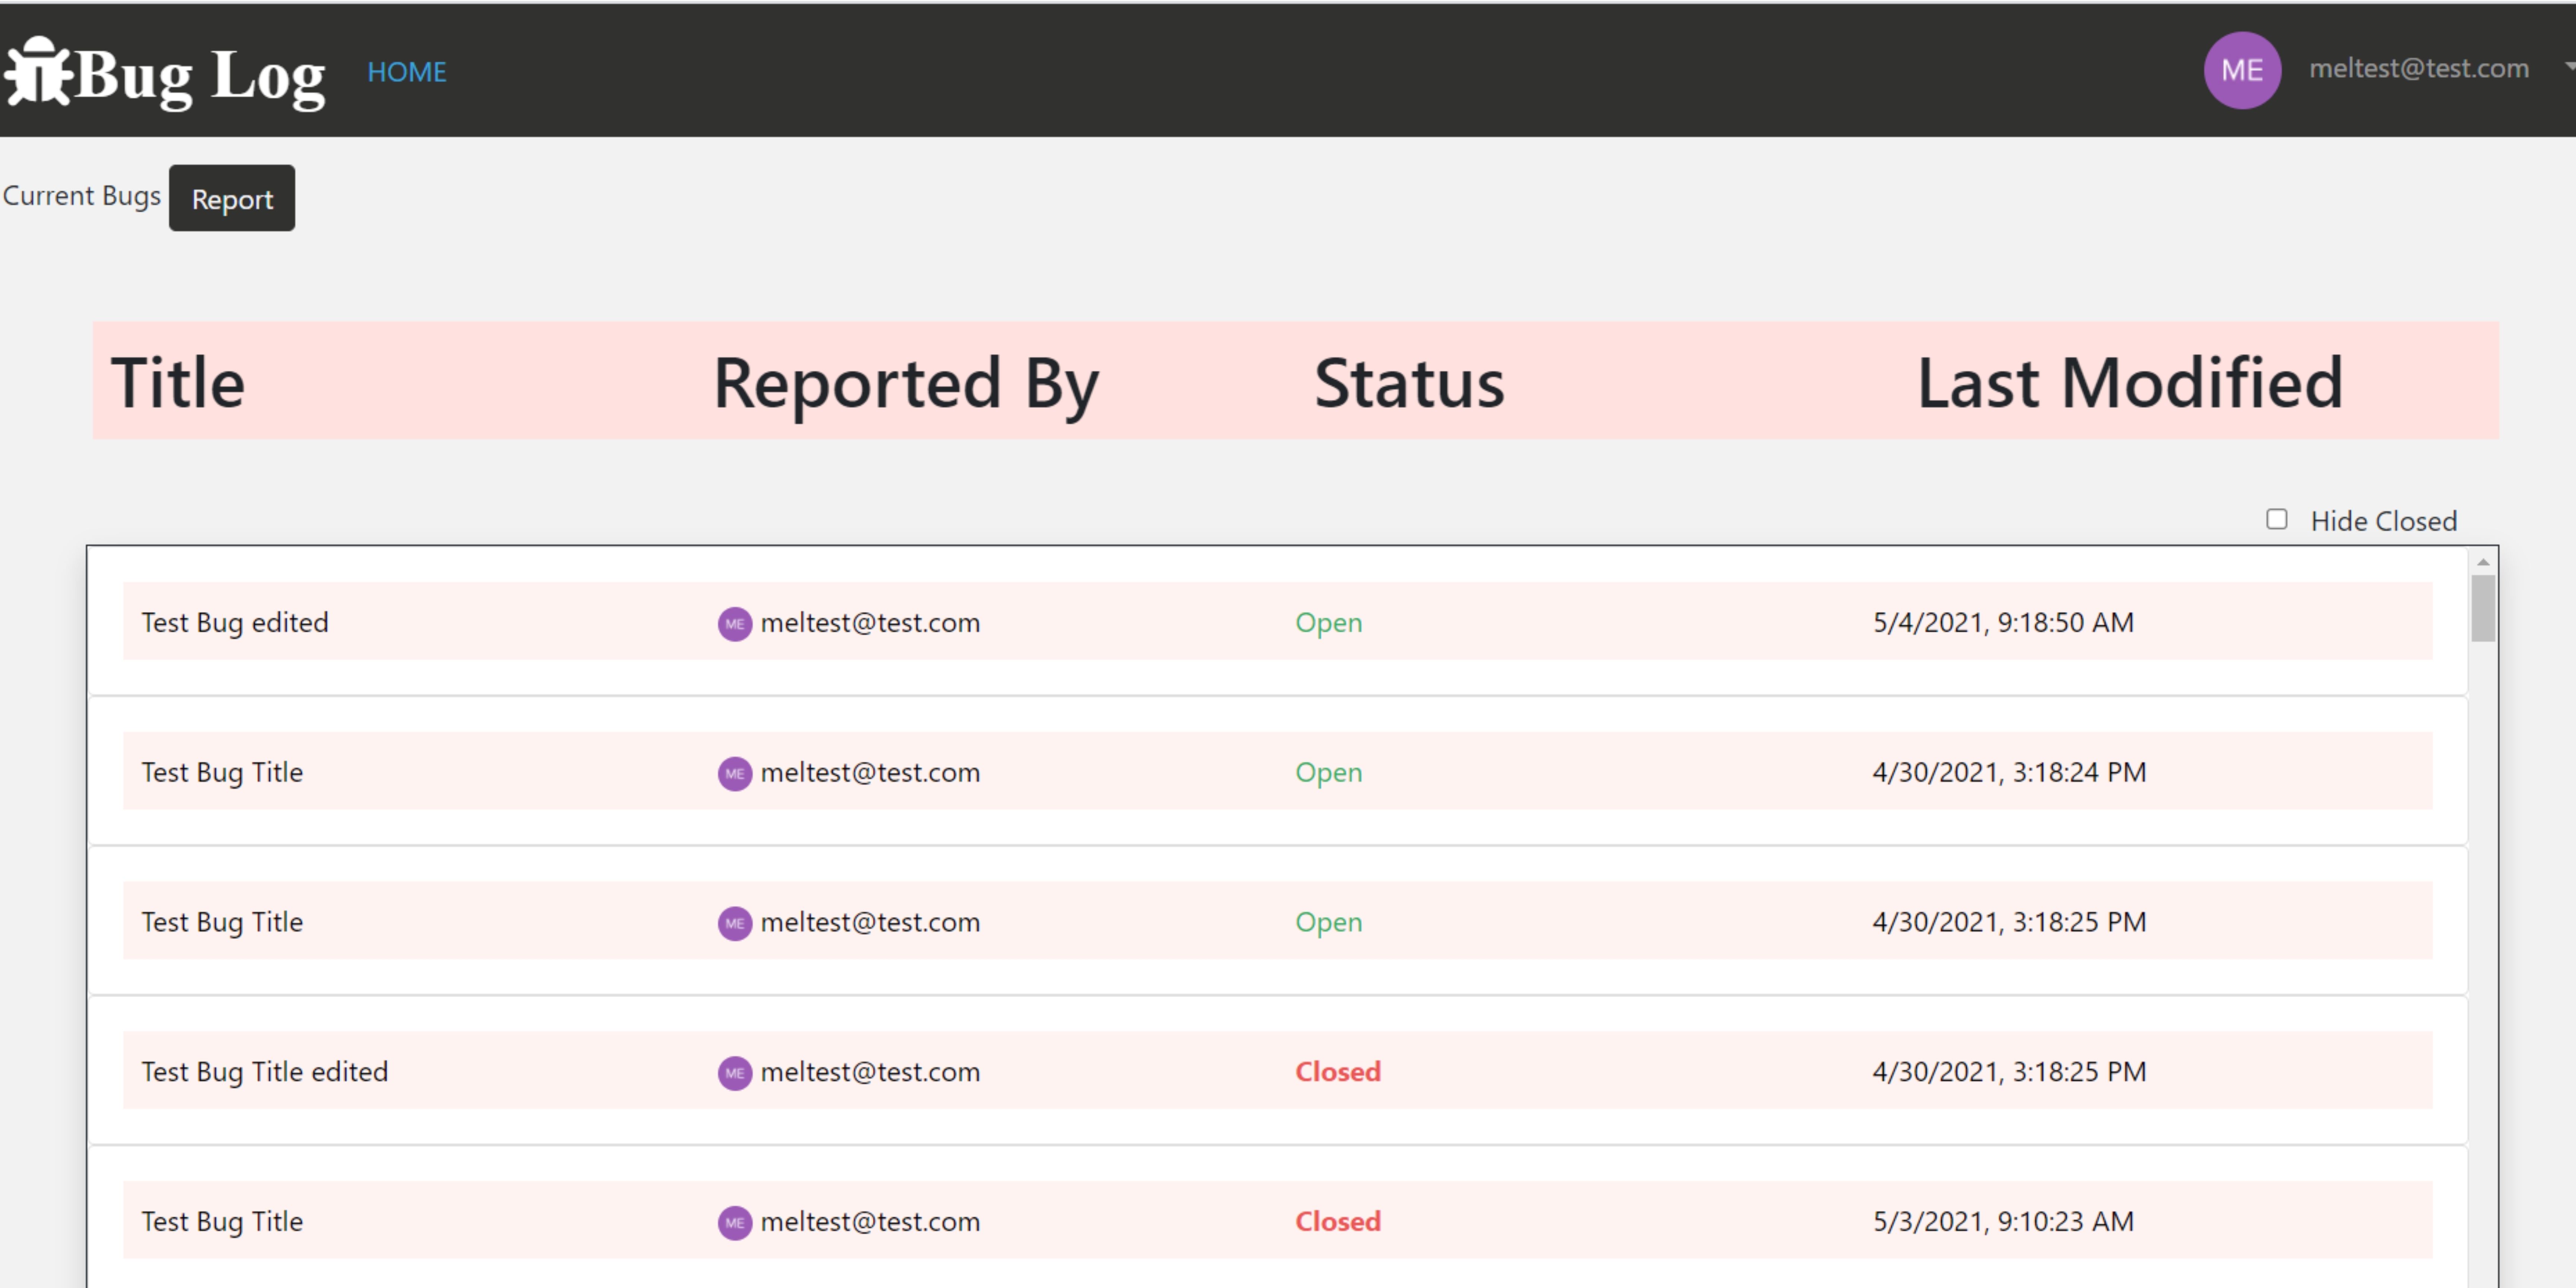 Bug Log HOME ME meltest@test.com
Current Bugs Report
Title Reported By Status Last Modified
Hide Closed
Test Bug edited ME meltest@test.com Open 5/4/2021, 9:18:50 AM
Test Bug Title ME meltest@test.com Open 4/30/2021, 3:18:24 PM
Test Bug Title ME meltest@test.com Open 4/30/2021, 3:18:25 PM
Test Bug Title edited ME meltest@test.com Closed 4/30/2021, 3:18:25 PM
Test Bug Title ME meltest@test.com Closed 5/3/2021, 9:10:23 AM